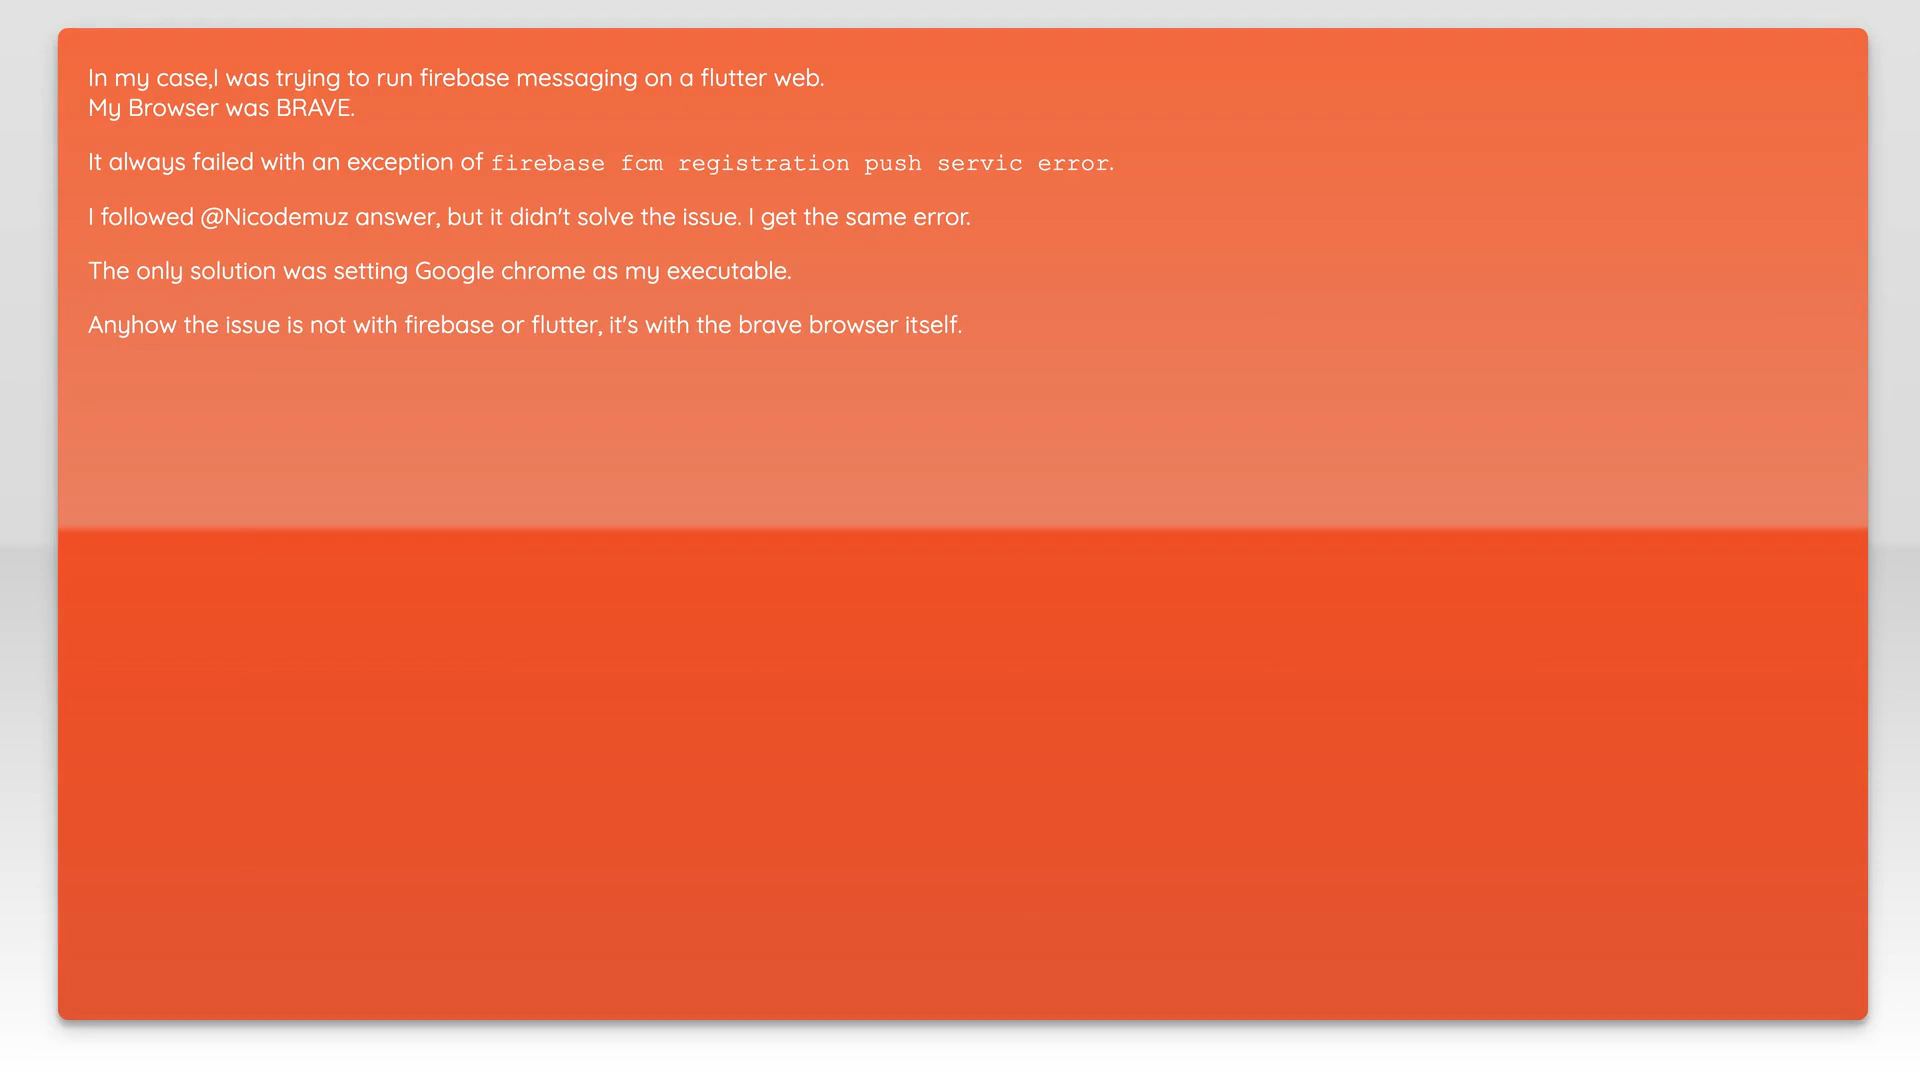 In my case,I was trying to run firebase messaging on a flutter web.
My Browser was BRAVE.
It always failed with an exception of firebase fcm registration push servic error.
I followed @Nicodemuz answer, but it didn't solve the issue. I get the same error.
The only solution was setting Google chrome as my executable.
Anyhow the issue is not with firebase or flutter, it's with the brave browser itself.